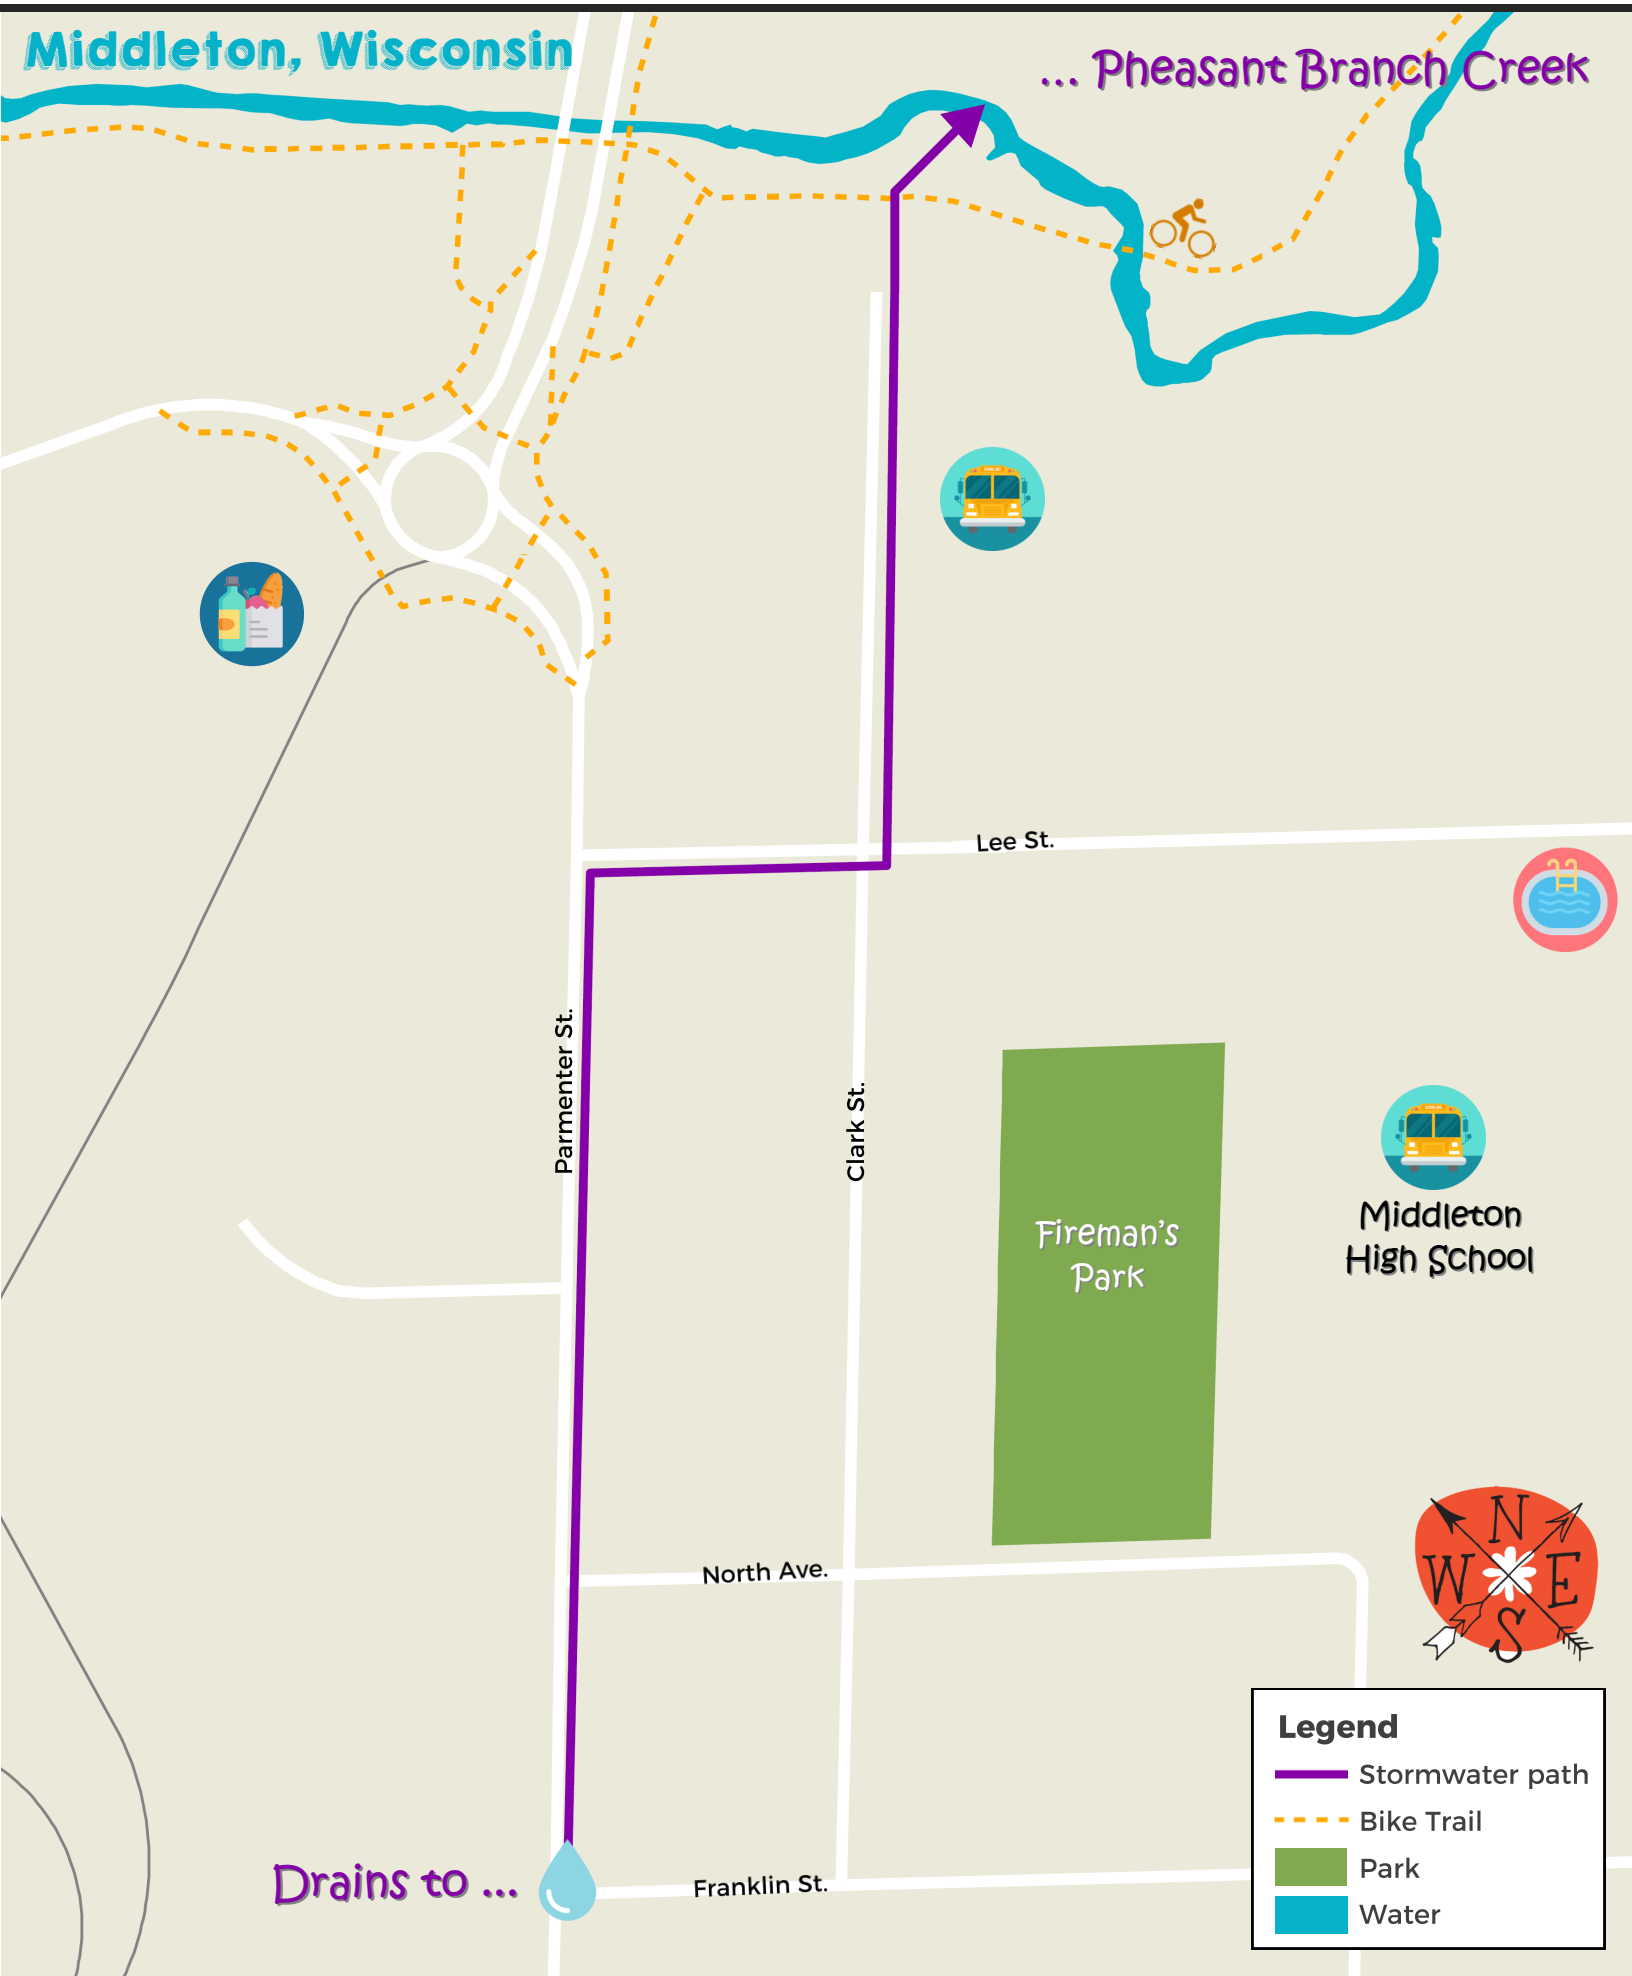 Middleton, Wisconsin
... Pheasant Branch Creek
Lee St.
Parmenter St.
Clark St.
Fireman's
Park
Middleton
High School
North Ave.
N
W E
S
Legend
Stormwater path
Bike Trail
Park
Water
Drains to ...
Franklin St.